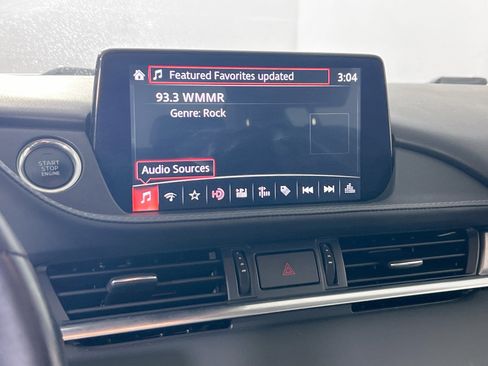 Featured Favorites updated 3:04
93.3 WMMR
Genre: Rock
Audio Sources
START
STOP
ENGINE